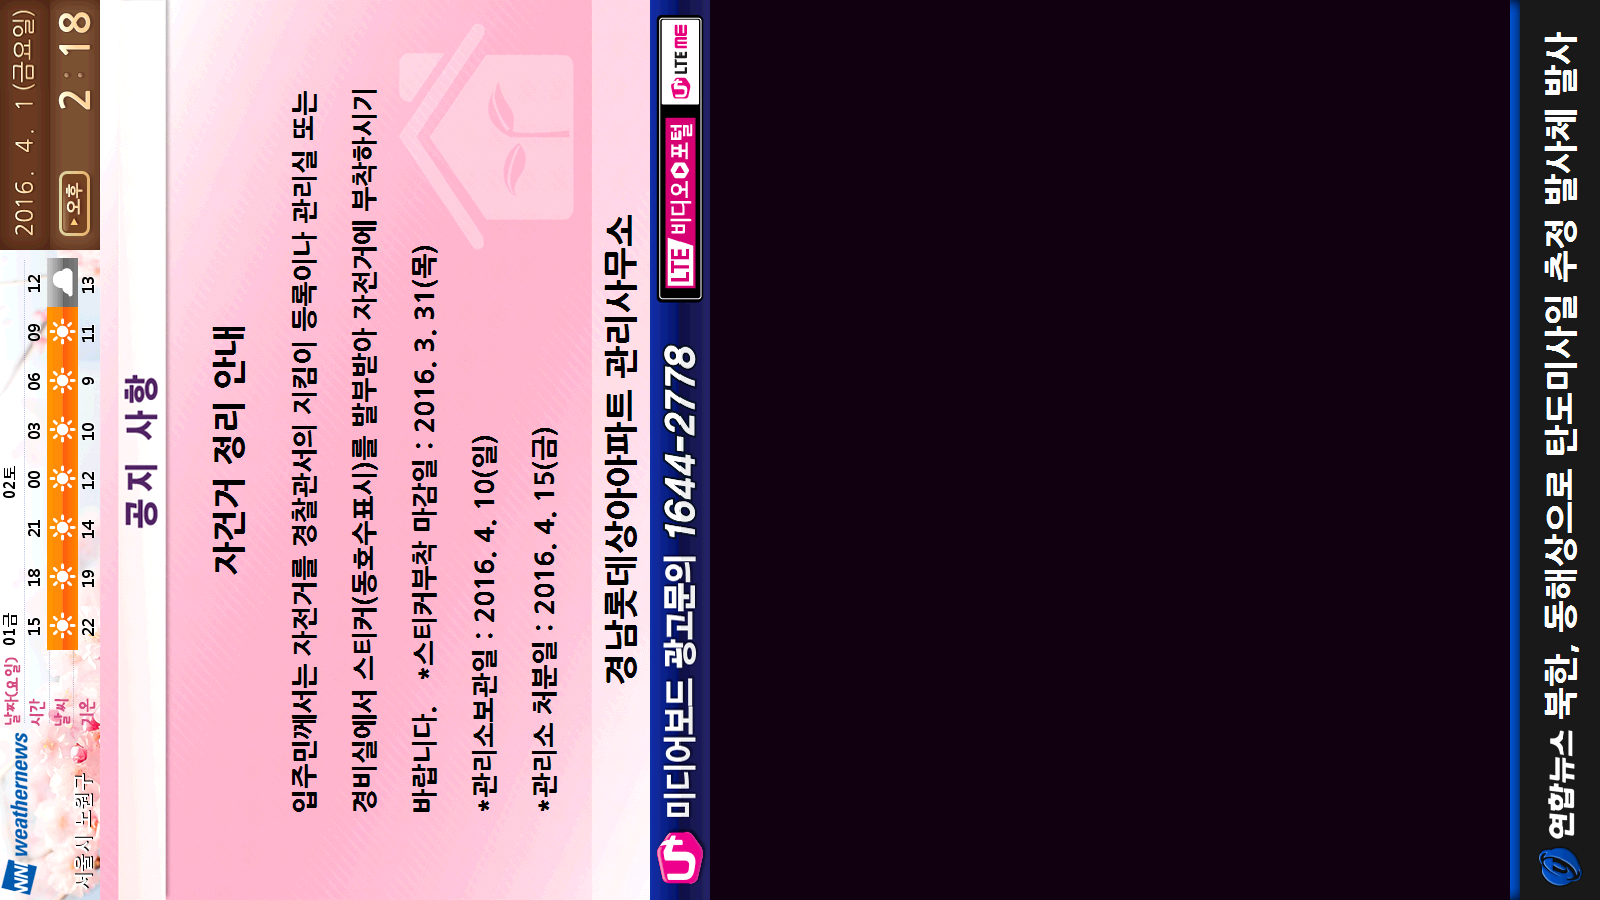 WN weathernews
서울시 노원구
날짜(요일) 01금 02토
시간 15 18 21 00 03 06 09 12
날씨
기온 22 19 14 12 10 9 11 13
2016. 4. 1 (금요일)
오후 2:18
공지 사항
자건거 정리 안내
입주민께서는 자전거를 경찰관서의 지킴이 등록이나 관리실 또는
경비실에서 스티커(동호수표시)를 발부받아 자전거에 부착하시기
바랍니다. *스티커부착 마감일 : 2016. 3. 31(목)
*관리소보관일 : 2016. 4. 10(일)
*관리소 처분일 : 2016. 4. 15(금)
경남롯데상아아파트 관리사무소
U+ 미디어보드 광고문의 1644-2778
LTE 비디오포털
U+ LTE ME
연합뉴스 북한, 동해상으로 탄도미사일 추정 발사체 발사